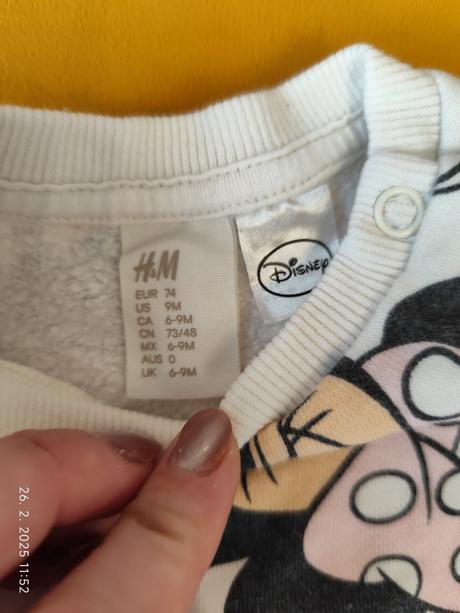 H&M
EUR 74
US 9M
CA 6-9M
CN 73/48
MX 6-9M
AUS 0
UK 6-9M
Disney
26. 2. 2025 11:52